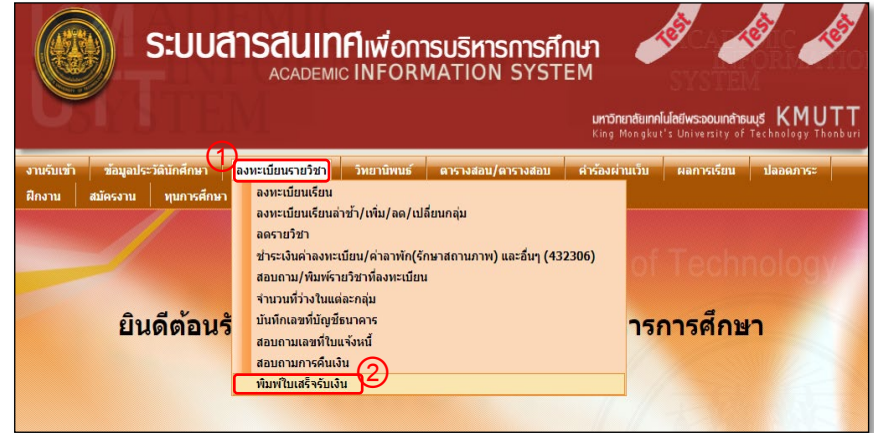 ระบบสารสนเทศเพื่อการบริหารการศึกษา
ACADEMIC INFORMATION SYSTEM
Test Test Test
มหาวิทยาลัยเทคโนโลยีพระจอมเกล้าธนบุรี KMUTT
King Mongkut's University of Technology Thonburi
1
งานรับเข้า ข้อมูลประวัตินักศึกษา ลงทะเบียนรายวิชา วิทยานิพนธ์ ตารางสอน/ตารางสอบ คำร้องผ่านเว็บ ผลการเรียน ปลอดภาระ
ฝึกงาน สมัครงาน ทุนการศึกษา
ลงทะเบียนเรียน
ลงทะเบียนเรียนล่าช้า/เพิ่ม/ลด/เปลี่ยนกลุ่ม
ลดรายวิชา
ชำระเงินค่าลงทะเบียน/ค่าลาพัก(รักษาสถานภาพ) และอื่นๆ (432306)
สอบถาม/พิมพ์รายวิชาที่ลงทะเบียน
จำนวนที่ว่างในแต่ละกลุ่ม
บันทึกเลขที่บัญชีธนาคาร
สอบถามเลขที่ใบแจ้งหนี้
สอบถามการคืนเงิน
พิมพ์ใบเสร็จรับเงิน
2
of Technology
ยินดีต้อนรั ารการศึกษา